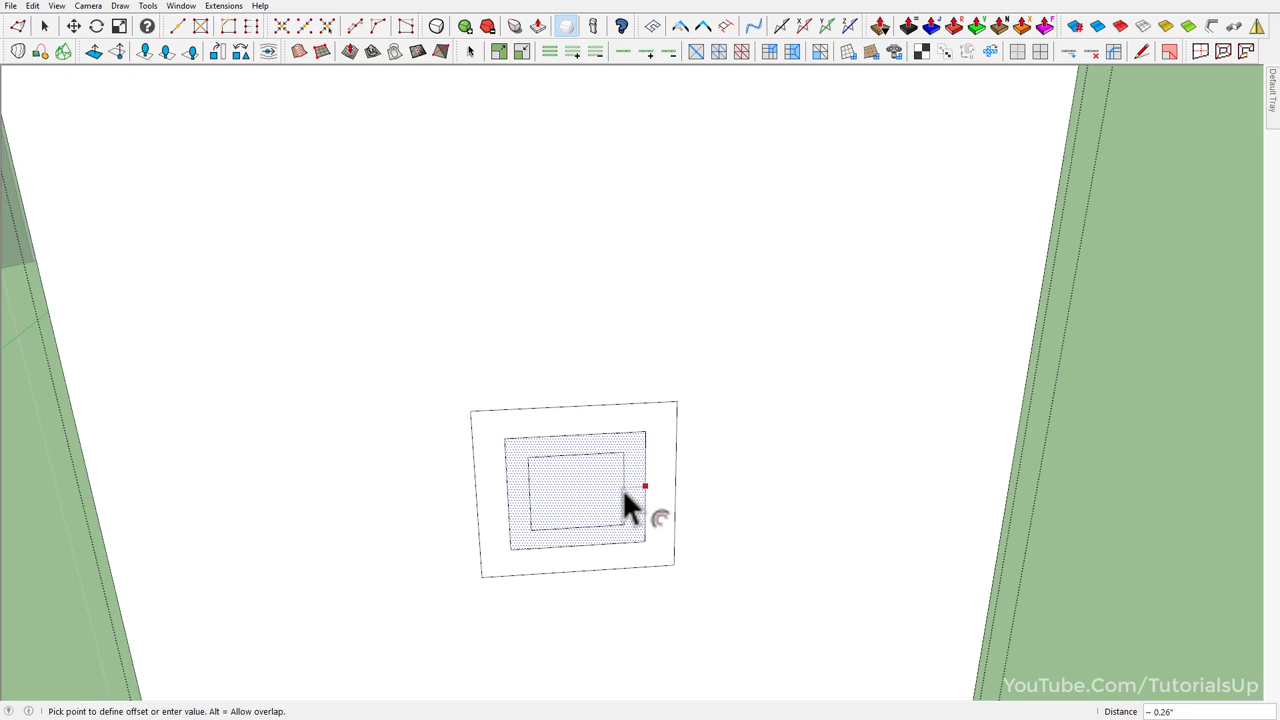 File Edit View Camera Draw Tools Window Extensions Help
Default Tray
YouTube.Com/TutorialsUp
Pick point to define offset or enter value. Alt = Allow overlap.
Distance ~ 0.26"